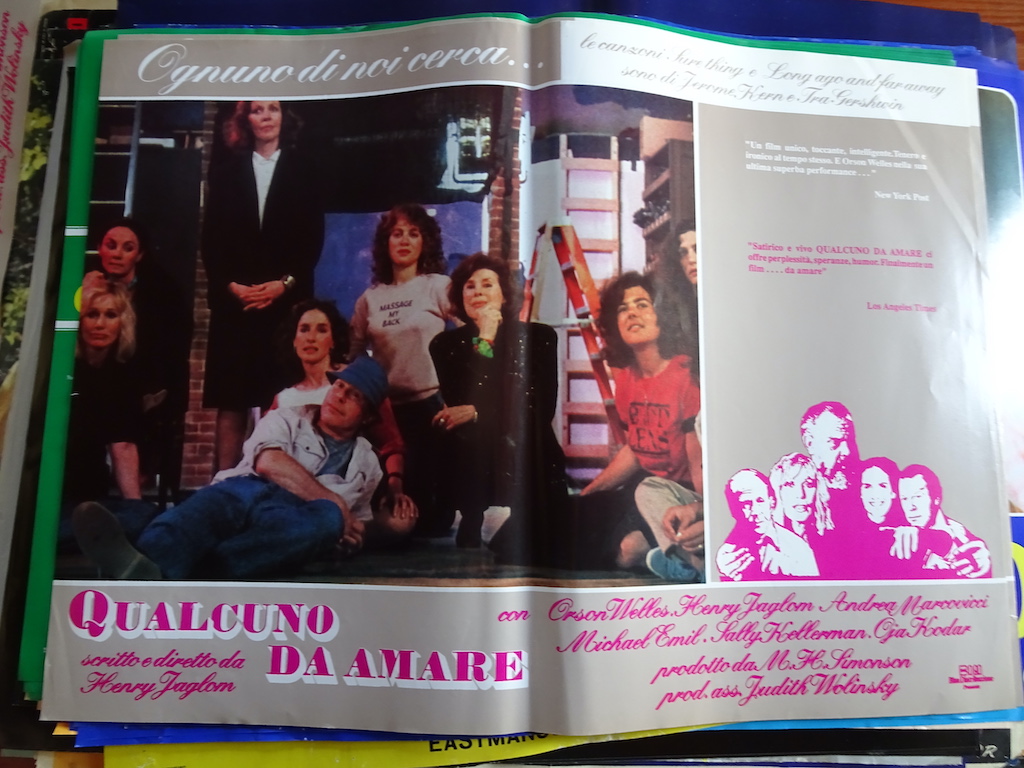 Ognuno di noi cerca...
le canzoni Sure thing e Long ago and far away
sono di Jerome Kern e Ira Gershwin
"Un film unico, toccante, intelligente. Tenero e
ironico al tempo stesso. E Orson Welles nella sua
ultima superba performance . . ."
New York Post
"Satirico e vivo QUALCUNO DA AMARE ci
offre perplessità, speranze, humor. Finalmente un
film .... da amare"
Los Angeles Times
MASSAGE
MY
BACK
QUALCUNO
DA AMARE
scritto e diretto da
Henry Jaglom
con Orson Welles. Henry Jaglom Andrea Marcovicci
Michael Emil. Sally Kellerman. Oja Kodar
prodotto da M.H. Simonson
prod. ass. Judith Wolinsky
EASTMANC
ass. Judith Wolinsky